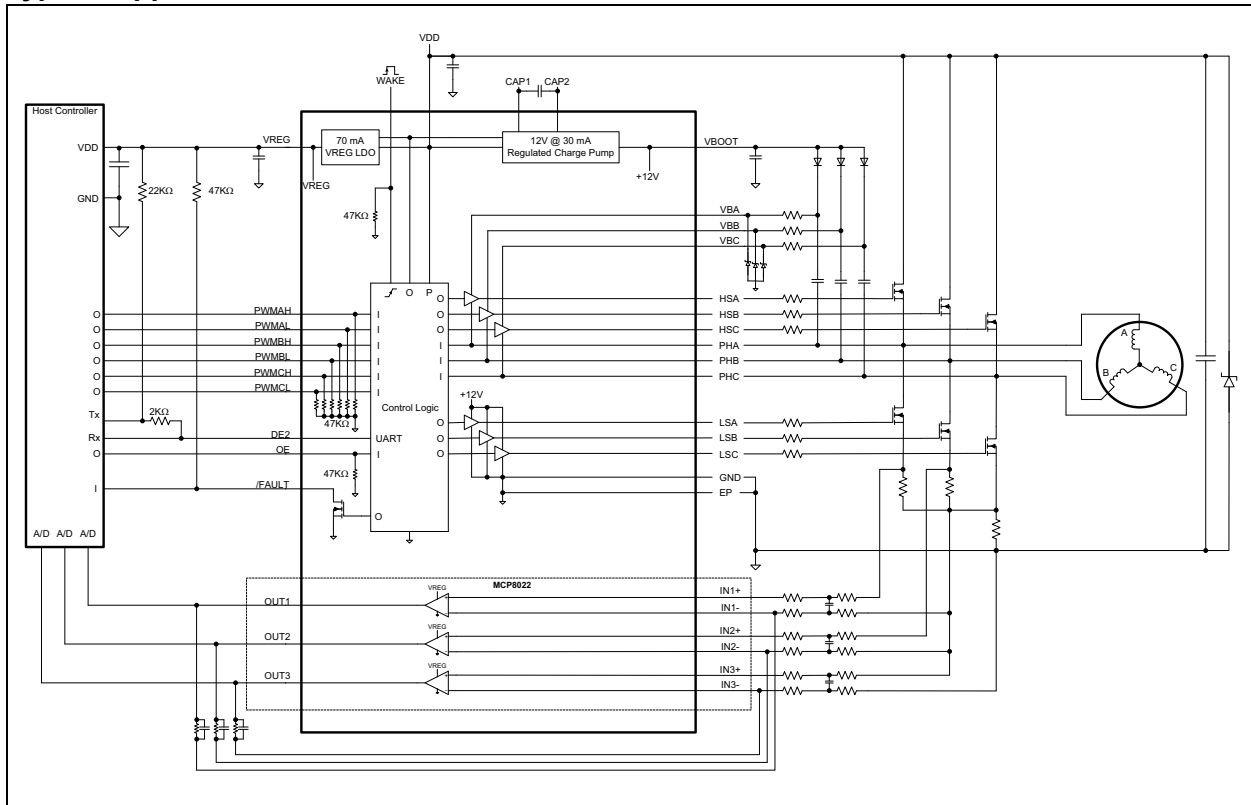 VDD
WAKE
CAP1 CAP2
Host Controller
VDD
VREG
70 mA
VREG LDO
12V @ 30 mA
Regulated Charge Pump
VBOOT
VREG
+12V
22KΩ
47KΩ
GND
47KΩ
VBA
VBB
VBC
O P
O
HSA
O
HSB
O
HSC
I
PHA
I
PHB
I
PHC
O
PWMAH
I
O
PWMAL
I
O
PWMBH
I
O
PWMBL
I
O
PWMCH
I
O
PWMCL
I
A
B
C
Control Logic
+12V
47KΩ
Tx
2KΩ
Rx
DE2
UART
O
OE
I
47KΩ
O
LSA
O
LSB
O
LSC
GND
EP
I
/FAULT
O
A/D A/D A/D
MCP8022
OUT1
VREG
+
-
IN1+
IN1-
OUT2
VREG
+
-
IN2+
IN2-
OUT3
VREG
+
-
IN3+
IN3-